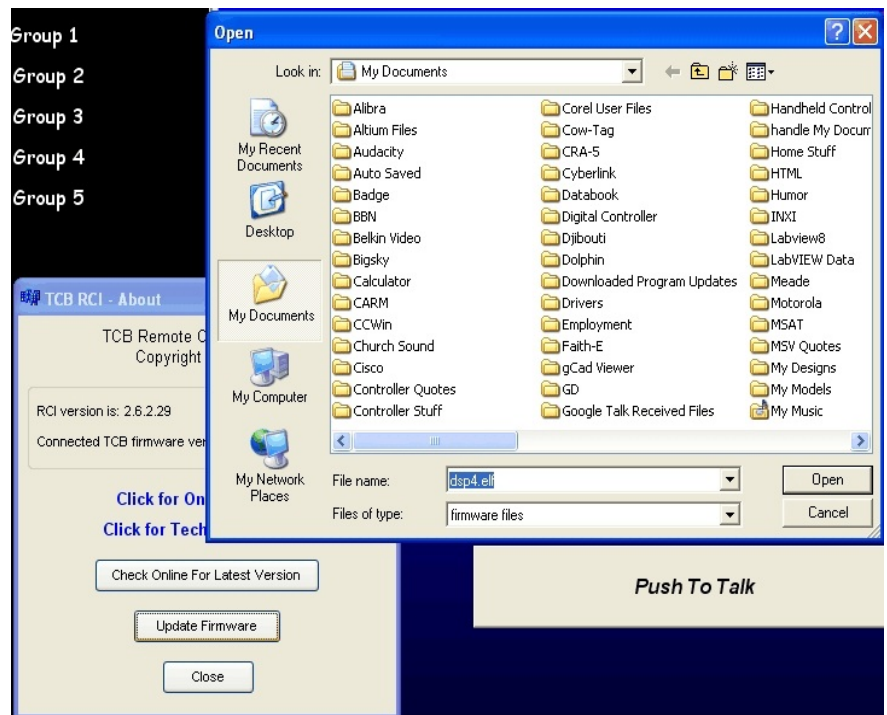 Group 1
Group 2
Group 3
Group 4
Group 5
Open
Look in:
My Documents
My Recent
Documents
Desktop
My Documents
My Computer
My Network
Places
Alibra
Altium Files
Audacity
Auto Saved
Badge
BBN
Belkin Video
Bigsky
Calculator
CARM
CCWin
Church Sound
Cisco
Controller Quotes
Controller Stuff
Corel User Files
Cow-Tag
CRA-5
Cyberlink
Databook
Digital Controller
Djibouti
Dolphin
Downloaded Program Updates
Drivers
Employment
Faith-E
gCad Viewer
GD
Google Talk Received Files
Handheld Control
handle My Docum
Home Stuff
HTML
Humor
INXI
Labview8
LabVIEW Data
Meade
Motorola
MSAT
MSV Quotes
My Designs
My Models
My Music
File name:
dsp4.elf
Open
Files of type:
firmware files
Cancel
TCB RCI - About
TCB Remote C
Copyright
RCI version is: 2.6.2.29
Connected TCB firmware ver
Click for On
Click for Tech
Check Online For Latest Version
Update Firmware
Close
Push To Talk